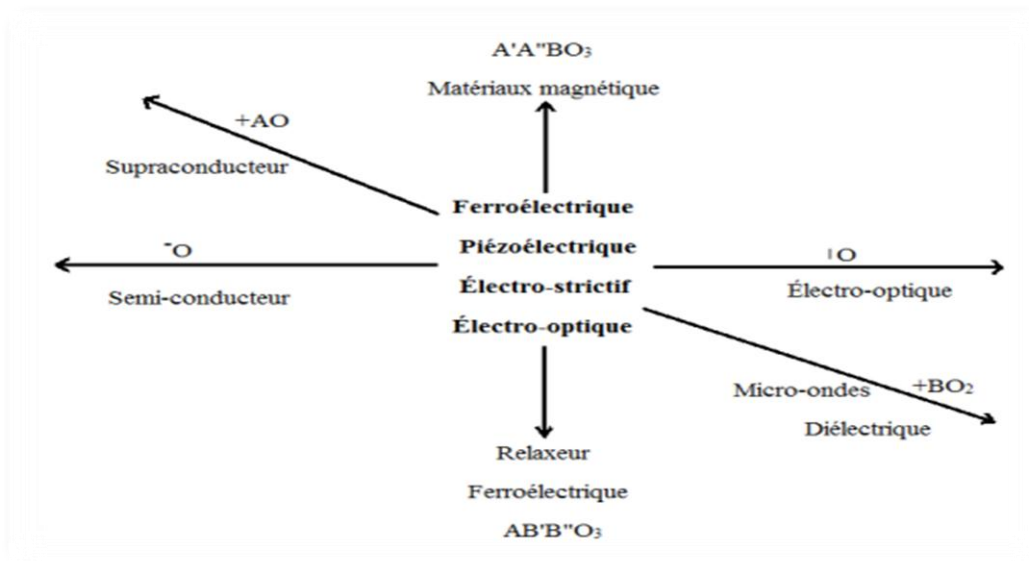 A'A"BO₃
Matériaux magnétique
+AO
Supraconducteur
Ferroélectrique
Piézoélectrique
Électro-strictif
Électro-optique
-O
Semi-conducteur
O
Électro-optique
Micro-ondes
+BO₂
Diélectrique
Relaxeur
Ferroélectrique
AB'B"O₃